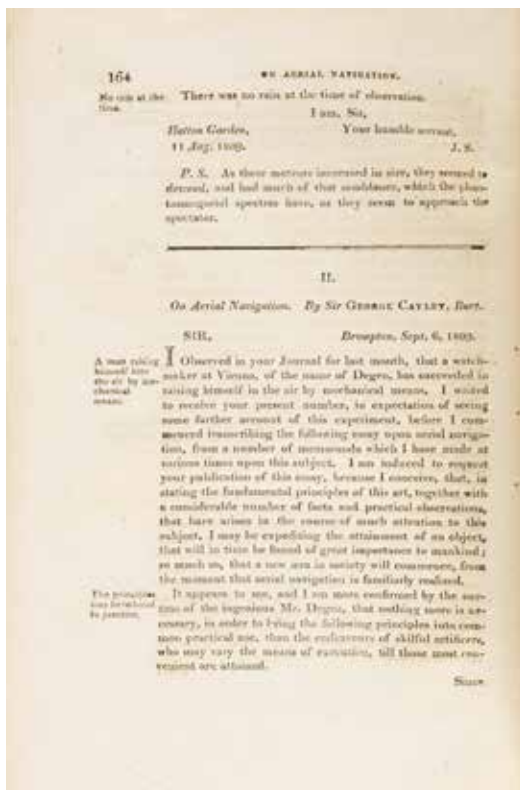 164
ON AERIAL NAVIGATION.
No rain at the
time.
There was no rain at the time of observation.
I am, Sir,
Hatton Garden,
Your humble servant,
11 Aug. 1809.
J. S.
P. S. As these meteors increased in size, they seemed to
descend, and had much of that semblance, which the phan-
tasmagorial spectres have, as they seem to approach the
spectator.
II.
On Aerial Navigation. By Sir GEORGE CAYLEY, Bart.
SIR,
Brompton, Sept. 6, 1809.
A man raising
himself into
the air by me-
chanical
means.
I Observed in your Journal for last month, that a watch-
maker at Vienna, of the name of Degen, has succeeded in
raising himself in the air by mechanical means. I waited
to receive your present number, in expectation of seeing
some farther account of this experiment, before I com-
menced transcribing the following essay upon aerial naviga-
tion, from a number of memoranda which I have made at
various times upon this subject. I am induced to request
your publication of this essay, because I conceive, that, in
stating the fundamental principles of this art, together with
a considerable number of facts and practical observations,
that have arisen in the course of much attention to this
subject, I may be expediting the attainment of an object,
that will in time be found of great importance to mankind;
so much so, that a new æra in society will commence, from
the moment that aerial navigation is familiarly realized.
The principles
to practice.
It appears to me, and I am more confirmed by the suc-
cess of the ingenious Mr. Degen, that nothing more is ne-
cessary, in order to bring the following principles into com-
mon practical use, than the endeavours of skilful artificers,
who may vary the means of execution, till those most con-
venient are attained.
Since